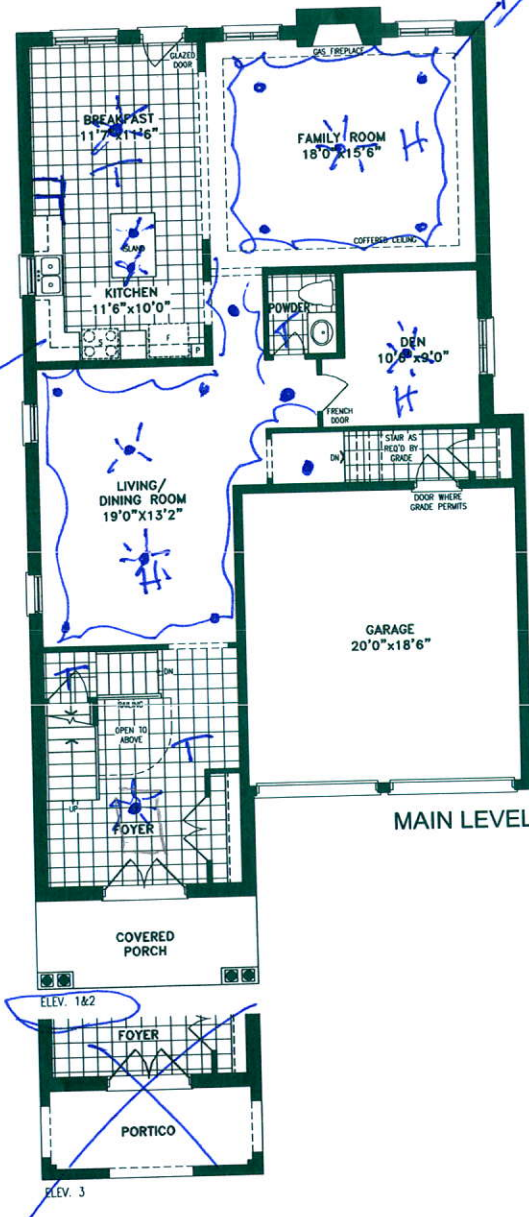 GLAZED
DOOR
GAS FIREPLACE
BREAKFAST
11'7"x11'6"
T
FAMILY ROOM
18'0"x15'6"
H
ISLAND
COFFERED CEILING
KITCHEN
11'6"x10'0"
F
P
POWDER
T
DEN
10'6"x9'0"
H
FRENCH
DOOR
STAIR AS
REQ'D BY
GRADE
DN
DOOR WHERE
GRADE PERMITS
LIVING/
DINING ROOM
19'0"X13'2"
H
GARAGE
20'0"x18'6"
T
DN
RAILING
OPEN TO
ABOVE
T
UP
FOYER
MAIN LEVEL
COVERED
PORCH
ELEV. 1&2
FOYER
PORTICO
ELEV. 3